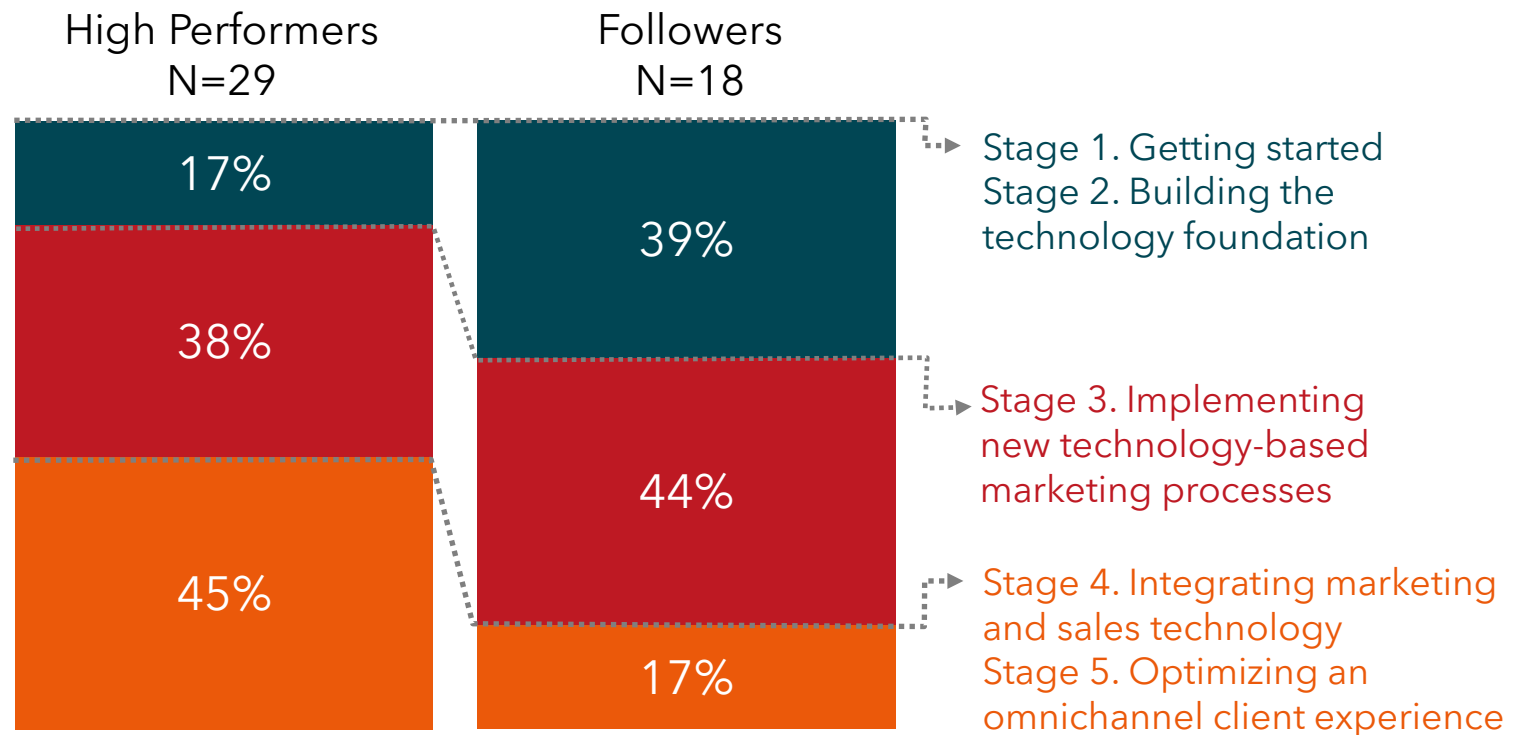 High Performers
N=29
Followers
N=18
17%
38%
45%
39%
44%
17%
Stage 1. Getting started
Stage 2. Building the
technology foundation
Stage 3. Implementing
new technology-based
marketing processes
Stage 4. Integrating marketing
and sales technology
Stage 5. Optimizing an
omnichannel client experience